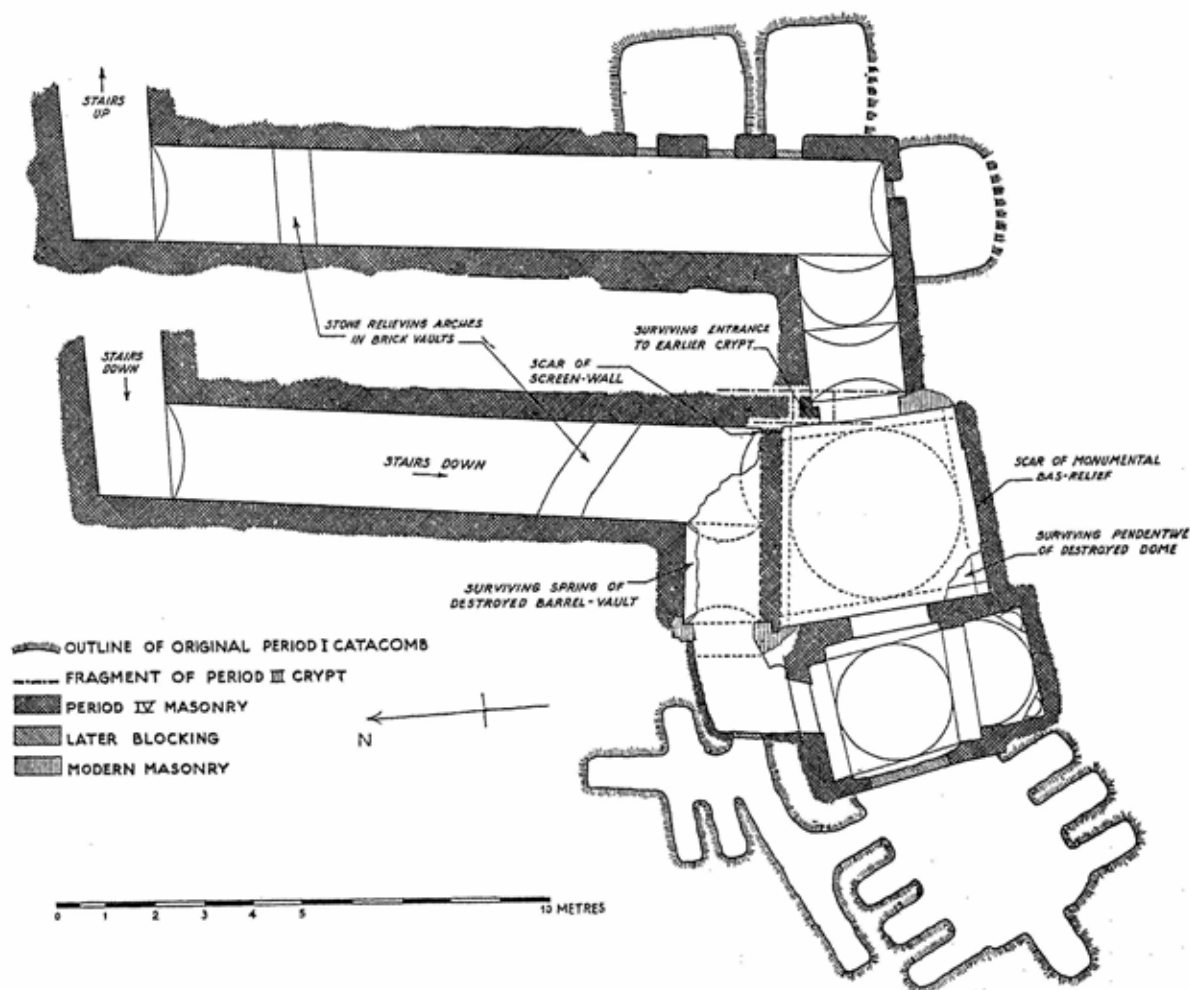 STAIRS
UP
STAIRS
DOWN
STONE RELIEVING ARCHES
IN BRICK VAULTS
SURVIVING ENTRANCE
TO EARLIER CRYPT
SCAR OF
SCREEN-WALL
STAIRS DOWN
SCAR OF MONUMENTAL
BAS-RELIEF
SURVIVING PENDENTIVE
OF DESTROYED DOME
SURVIVING SPRING OF
DESTROYED BARREL-VAULT
OUTLINE OF ORIGINAL PERIOD I CATACOMB
FRAGMENT OF PERIOD III CRYPT
PERIOD IV MASONRY
LATER BLOCKING
MODERN MASONRY
N
0 1 2 3 4 5 10 METRES